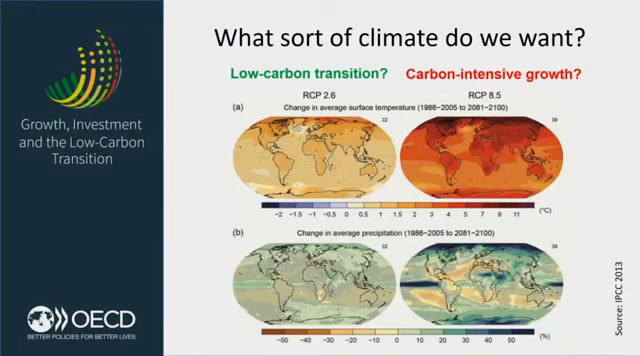 What sort of climate do we want?
Growth, Investment
and the Low-Carbon
Transition
Low-carbon transition?
Carbon-intensive growth?
RCP 2.6
RCP 8.5
(a)
Change in average surface temperature (1986−2005 to 2081−2100)
32
39
−2 −1.5 −1 −0.5 0 0.5 1 1.5 2 3 4 5 7 9 11 (°C)
(b)
Change in average precipitation (1986−2005 to 2081−2100)
32
39
−50 −40 −30 −20 −10 0 10 20 30 40 50 (%)
OECD
BETTER POLICIES FOR BETTER LIVES
Source: IPCC 2013